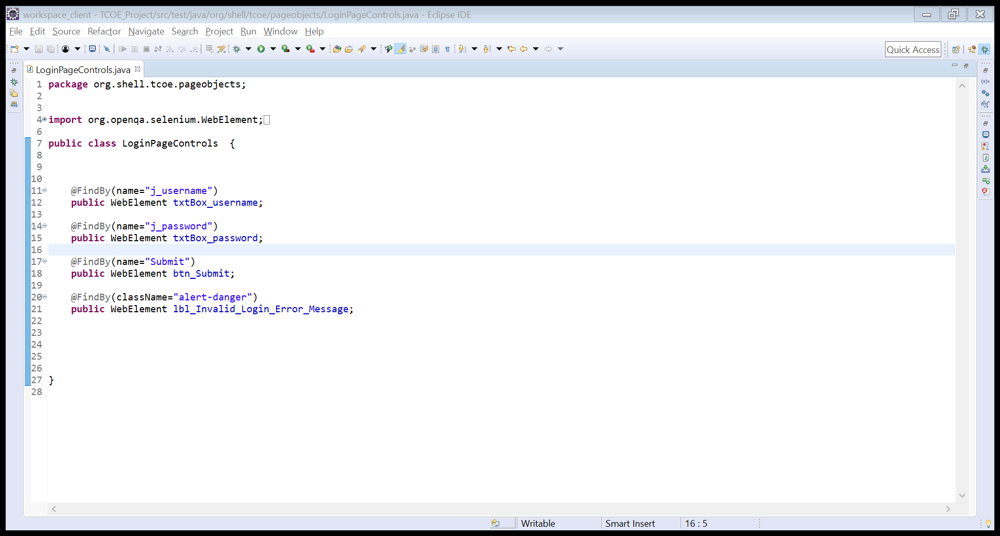 workspace_client - TCOE_Project/src/test/java/org/shell/tcoe/pageobjects/LoginPageControls.java - Eclipse IDE
File Edit Source Refactor Navigate Search Project Run Window Help
Quick Access
LoginPageControls.java
1 package org.shell.tcoe.pageobjects;
2
3
4 import org.openqa.selenium.WebElement;
6
7 public class LoginPageControls  {
8
9
10
11     @FindBy(name="j_username")
12     public WebElement txtBox_username;
13
14     @FindBy(name="j_password")
15     public WebElement txtBox_password;
16
17     @FindBy(name="Submit")
18     public WebElement btn_Submit;
19
20     @FindBy(className="alert-danger")
21     public WebElement lbl_Invalid_Login_Error_Message;
22
23
24
25
26
27 }
28
Writable Smart Insert 16 : 5